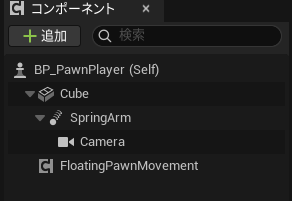 コンポーネント ×
+ 追加 検索
BP_PawnPlayer (Self)
Cube
SpringArm
Camera
FloatingPawnMovement